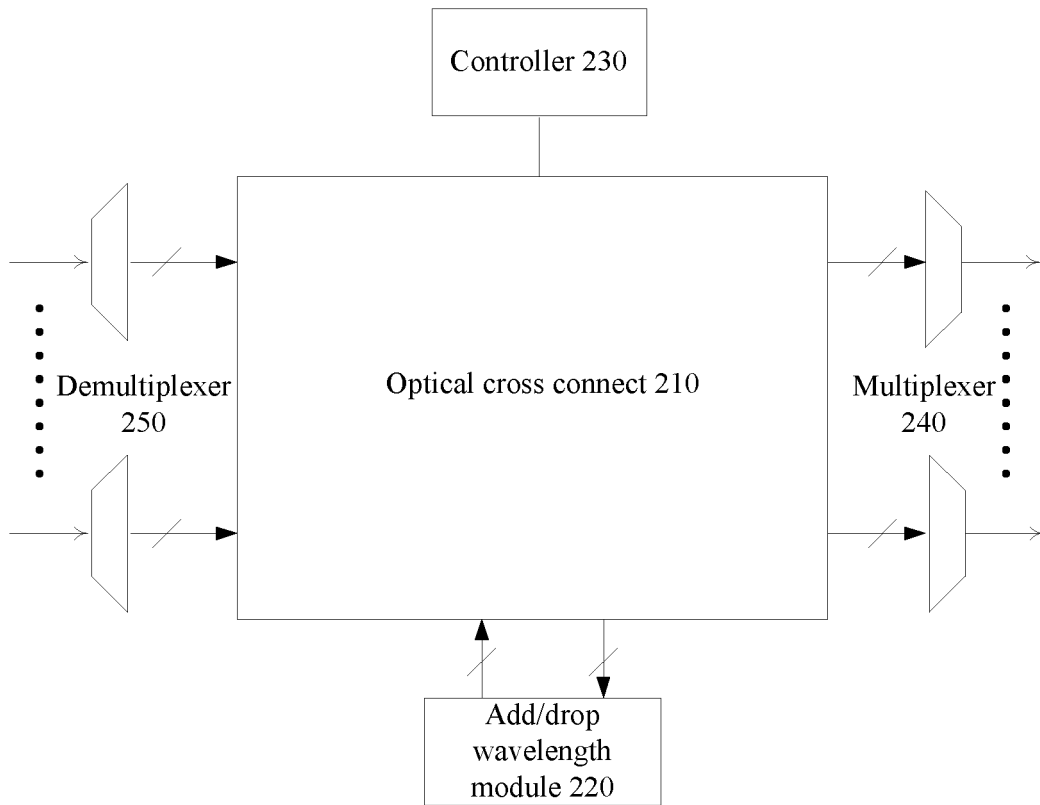 Controller 230
Demultiplexer
250
Optical cross connect 210
Multiplexer
240
Add/drop
wavelength
module 220